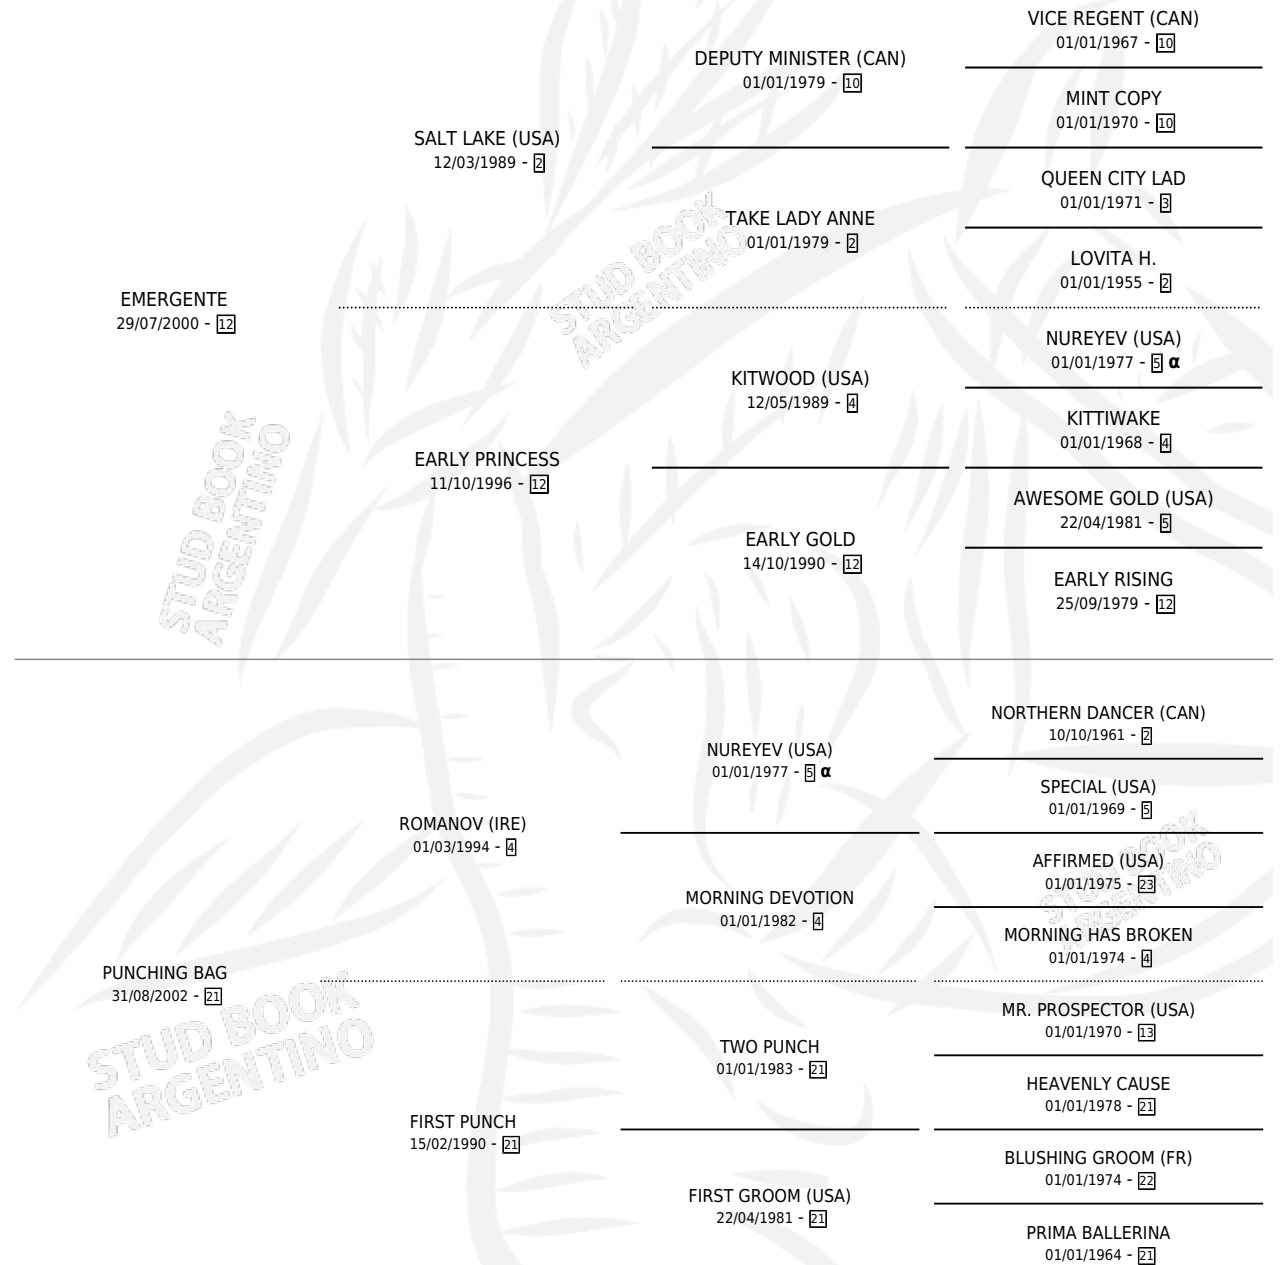 VICE REGENT (CAN)
01/01/1967 - 10
DEPUTY MINISTER (CAN)
01/01/1979 - 10
MINT COPY
01/01/1970 - 10
SALT LAKE (USA)
12/03/1989 - 2
QUEEN CITY LAD
01/01/1971 - 3
TAKE LADY ANNE
01/01/1979 - 2
LOVITA H.
01/01/1955 - 2
EMERGENTE
29/07/2000 - 12
NUREYEV (USA)
01/01/1977 - 5 α
KITWOOD (USA)
12/05/1989 - 4
KITTIWAKE
01/01/1968 - 4
EARLY PRINCESS
11/10/1996 - 12
AWESOME GOLD (USA)
22/04/1981 - 5
EARLY GOLD
14/10/1990 - 12
EARLY RISING
25/09/1979 - 12
NORTHERN DANCER (CAN)
10/10/1961 - 2
NUREYEV (USA)
01/01/1977 - 5 α
SPECIAL (USA)
01/01/1969 - 5
ROMANOV (IRE)
01/03/1994 - 4
AFFIRMED (USA)
01/01/1975 - 23
MORNING DEVOTION
01/01/1982 - 4
MORNING HAS BROKEN
01/01/1974 - 4
PUNCHING BAG
31/08/2002 - 21
MR. PROSPECTOR (USA)
01/01/1970 - 13
TWO PUNCH
01/01/1983 - 21
HEAVENLY CAUSE
01/01/1978 - 21
FIRST PUNCH
15/02/1990 - 21
BLUSHING GROOM (FR)
01/01/1974 - 22
FIRST GROOM (USA)
22/04/1981 - 21
PRIMA BALLERINA
01/01/1964 - 21
STUD BOOK
ARGENTINO
STUD BOOK
ARGENTINO
STUD BOOK
ARGENTINO
STUD BOOK
ARGENTINO